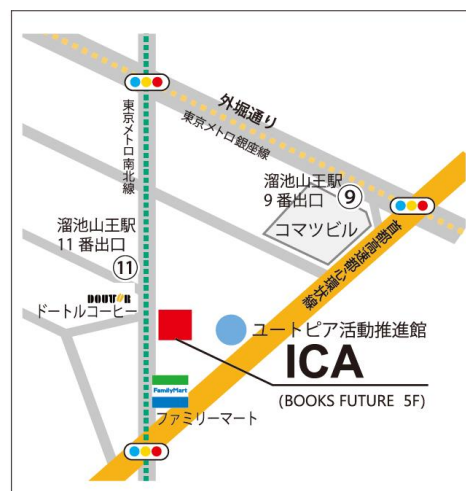 外堀通り
東京メトロ銀座線
東京メトロ南北線
溜池山王駅
9番出口
9
コマツビル
首都高速都心環状線
溜池山王駅
11番出口
11
DOUTOR
ドートルコーヒー
ユートピア活動推進館
ICA
(BOOKS FUTURE 5F)
FamilyMart
ファミリーマート